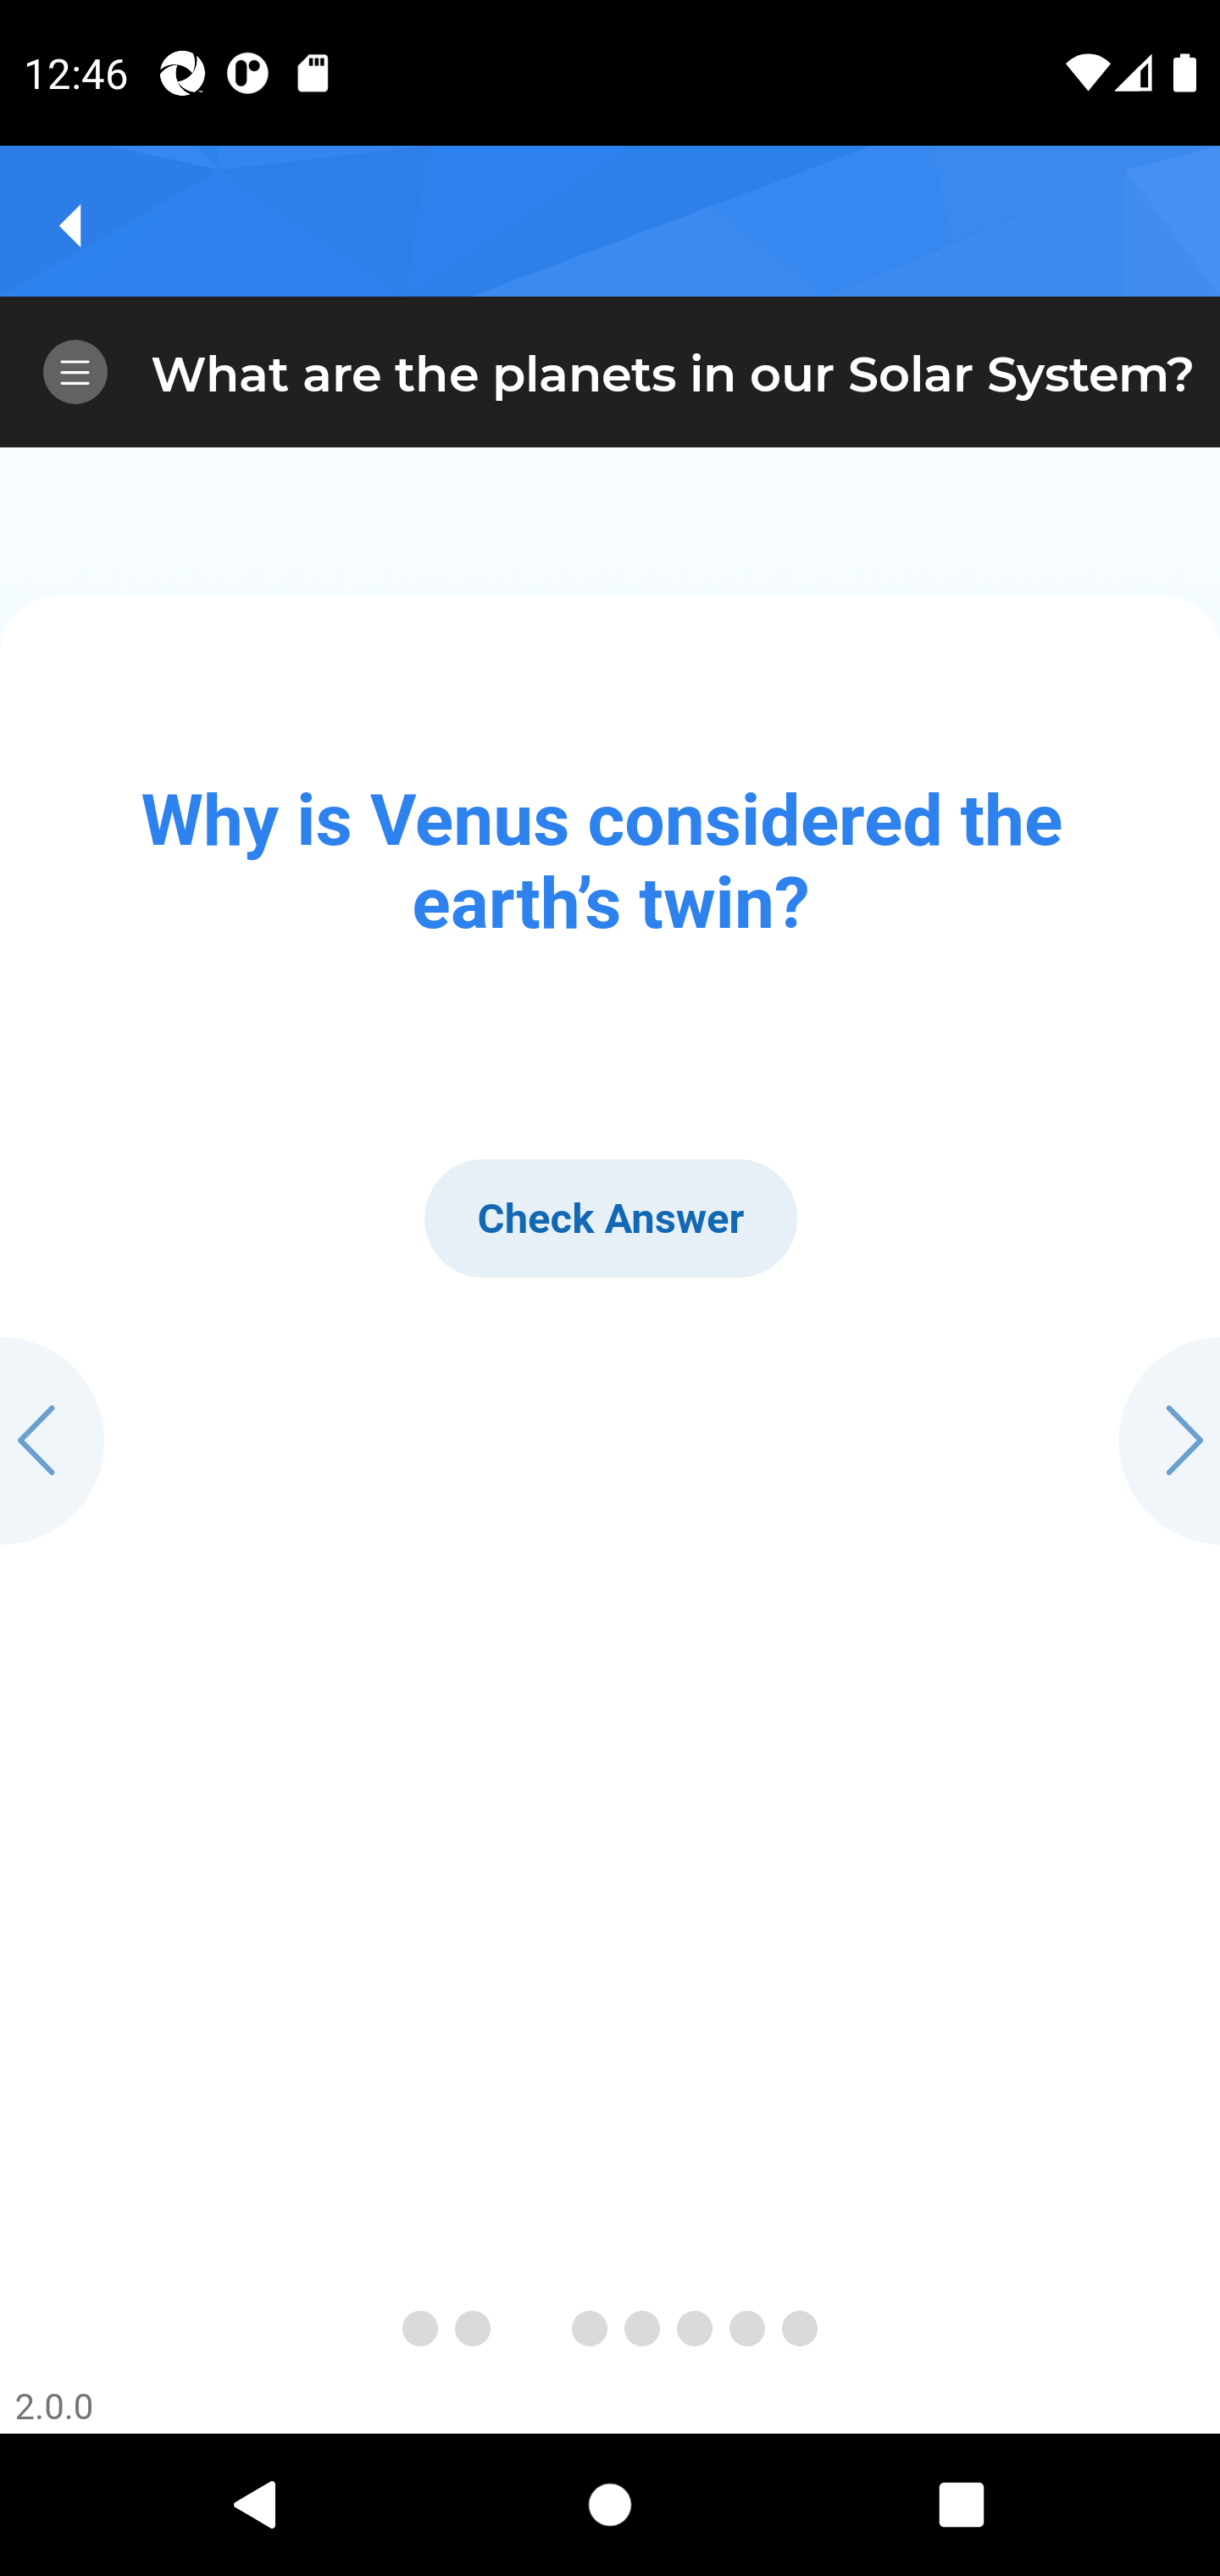 12:46
What are the planets in our Solar System?
Why is Venus considered the
earth’s twin?
Check Answer
2.0.0